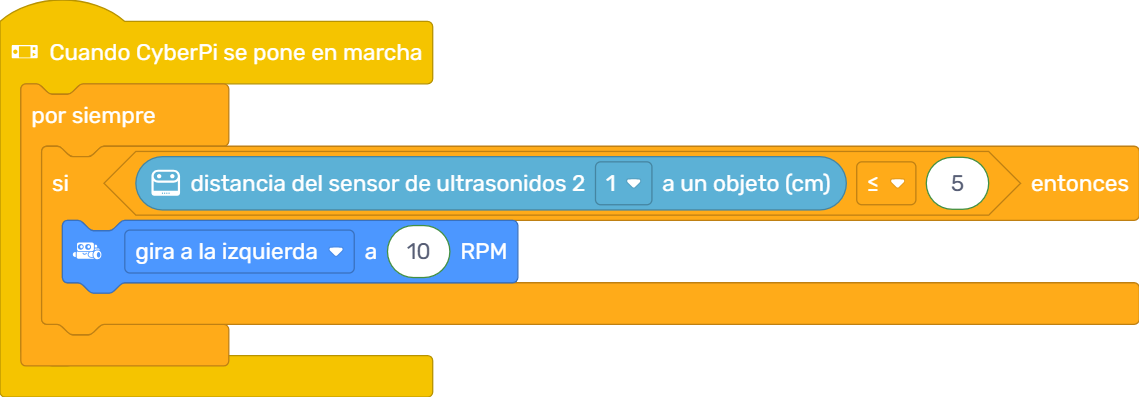 Cuando CyberPi se pone en marcha
por siempre
si distancia del sensor de ultrasonidos 2 1 a un objeto (cm) ≤ 5 entonces
gira a la izquierda a 10 RPM